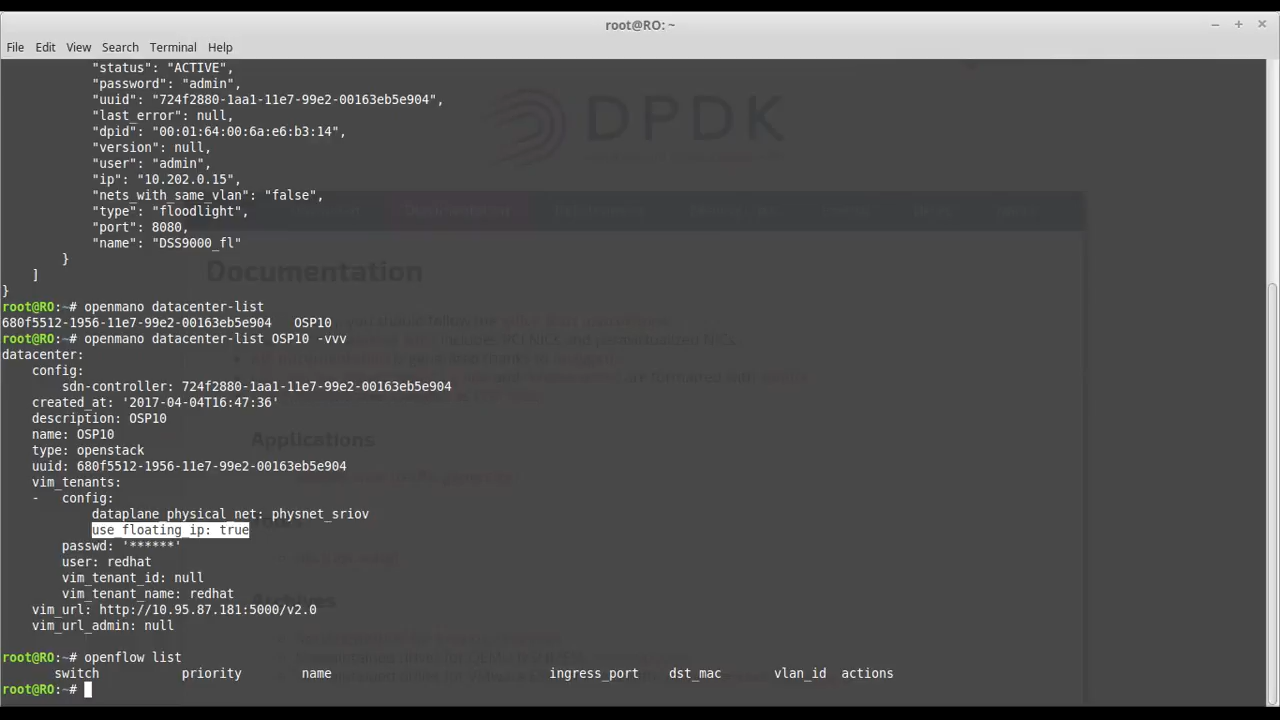 root@RO: ~
File Edit View Search Terminal Help
"status": "ACTIVE",
"password": "admin",
"uuid": "724f2880-1aa1-11e7-99e2-00163eb5e904",
"last_error": null,
"dpid": "00:01:64:00:6a:e6:b3:14",
"version": null,
"user": "admin",
"ip": "10.202.0.15",
"nets_with_same_vlan": "false",
"type": "floodlight",
"port": 8080,
"name": "DSS9000_fl"
}
]
}
root@RO:~# openmano datacenter-list
680f5512-1956-11e7-99e2-00163eb5e904 OSP10
root@RO:~# openmano datacenter-list OSP10 -vvv
datacenter:
config:
sdn-controller: 724f2880-1aa1-11e7-99e2-00163eb5e904
created_at: '2017-04-04T16:47:36'
description: OSP10
name: OSP10
type: openstack
uuid: 680f5512-1956-11e7-99e2-00163eb5e904
vim_tenants:
- config:
dataplane_physical_net: physnet_sriov
use_floating_ip: true
passwd: '******'
user: redhat
vim_tenant_id: null
vim_tenant_name: redhat
vim_url: http://10.95.87.181:5000/v2.0
vim_url_admin: null
root@RO:~# openflow list
switch priority name ingress_port dst_mac vlan_id actions
root@RO:~#
DPDK
Documentation
Applications
Archives